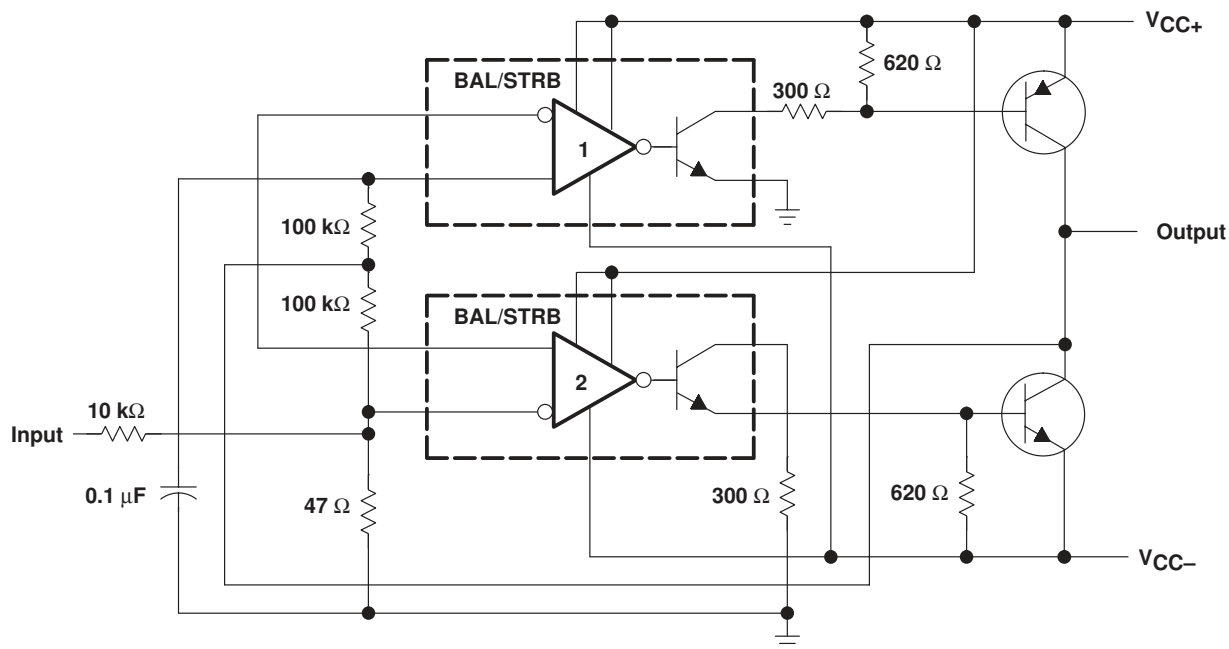 VCC+
BAL/STRB
620 Ω
300 Ω
1
100 kΩ
Output
100 kΩ
BAL/STRB
2
10 kΩ
Input
0.1 μF
47 Ω
300 Ω
620 Ω
VCC–